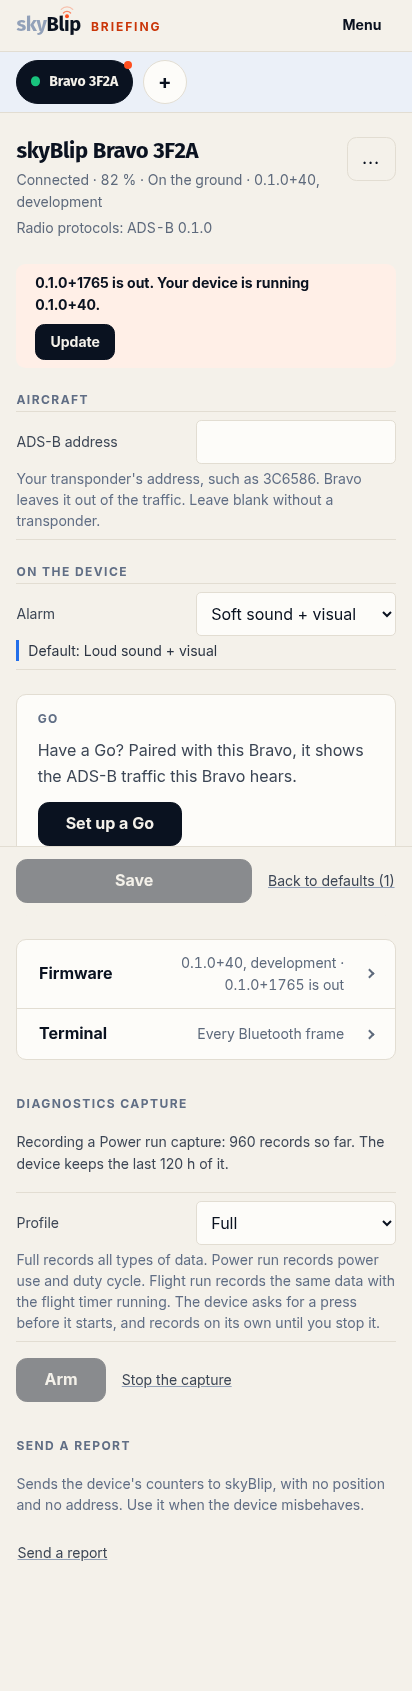 skyBlip BRIEFING
Menu
Bravo 3F2A
+
skyBlip Bravo 3F2A
...
Connected · 82 % · On the ground · 0.1.0+40,
development
Radio protocols: ADS-B 0.1.0
0.1.0+1765 is out. Your device is running
0.1.0+40.
Update
AIRCRAFT
ADS-B address
Your transponder's address, such as 3C6586. Bravo
leaves it out of the traffic. Leave blank without a
transponder.
ON THE DEVICE
Alarm
Soft sound + visual
Default: Loud sound + visual
GO
Have a Go? Paired with this Bravo, it shows
the ADS-B traffic this Bravo hears.
Set up a Go
Save
Back to defaults (1)
Firmware
0.1.0+40, development ·
0.1.0+1765 is out
Terminal
Every Bluetooth frame
DIAGNOSTICS CAPTURE
Recording a Power run capture: 960 records so far. The
device keeps the last 120 h of it.
Profile
Full
Full records all types of data. Power run records power
use and duty cycle. Flight run records the same data with
the flight timer running. The device asks for a press
before it starts, and records on its own until you stop it.
Arm
Stop the capture
SEND A REPORT
Sends the device's counters to skyBlip, with no position
and no address. Use it when the device misbehaves.
Send a report